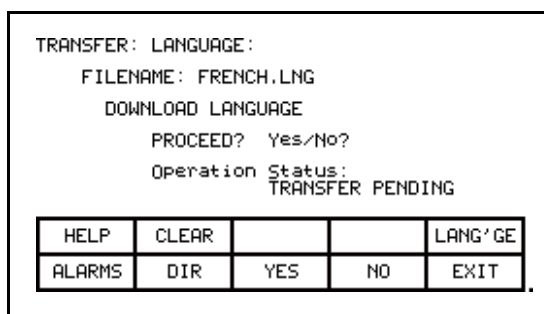 TRANSFER: LANGUAGE:
FILENAME: FRENCH.LNG
DOWNLOAD LANGUAGE
PROCEED? Yes/No?
Operation Status:
TRANSFER PENDING
HELP CLEAR LANG'GE
ALARMS DIR YES NO EXIT
.